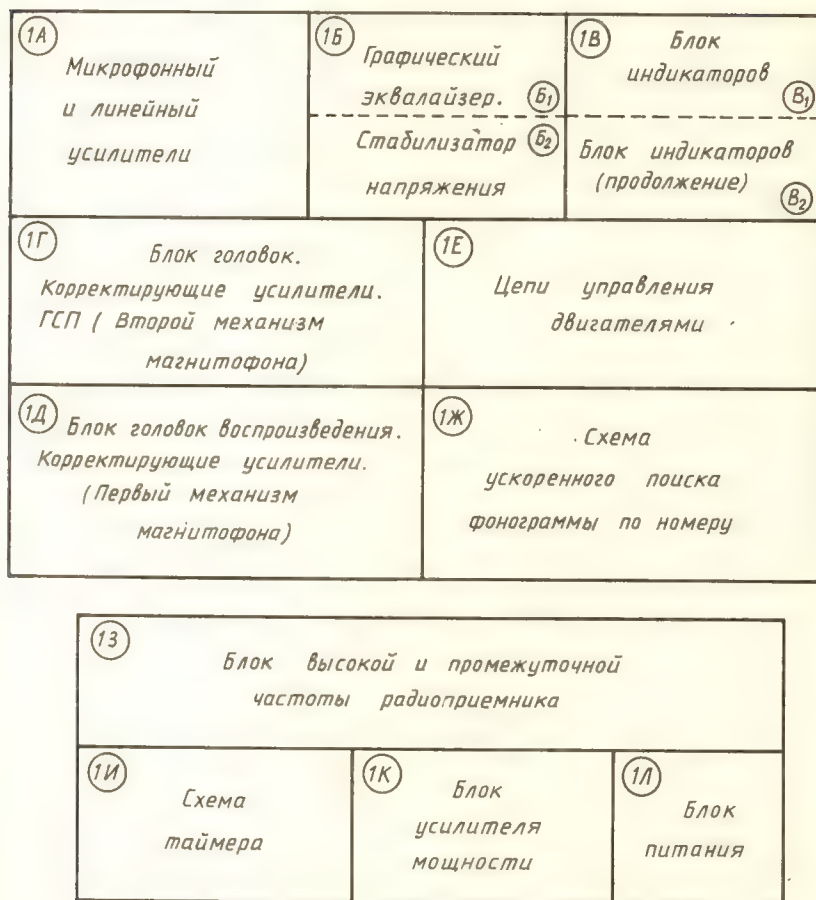 1А
Микрофонный
и линейный
усилители
1Б
Графический
эквалайзер. Б1
Стабилизатор Б2
напряжения
1В
Блок
индикаторов
В1
Блок индикаторов
(продолжение)
В2
1Г
Блок головок.
Корректирующие усилители.
ГСП ( Второй механизм
магнитофона)
1Е
Цепи управления
двигателями
1Д
Блок головок воспроизведения.
Корректирующие усилители.
(Первый механизм
магнитофона)
1Ж
Схема
ускоренного поиска
фонограммы по номеру
1З
Блок высокой и промежуточной
частоты радиоприемника
1И
Схема
таймера
1К
Блок
усилителя
мощности
1Л
Блок
питания